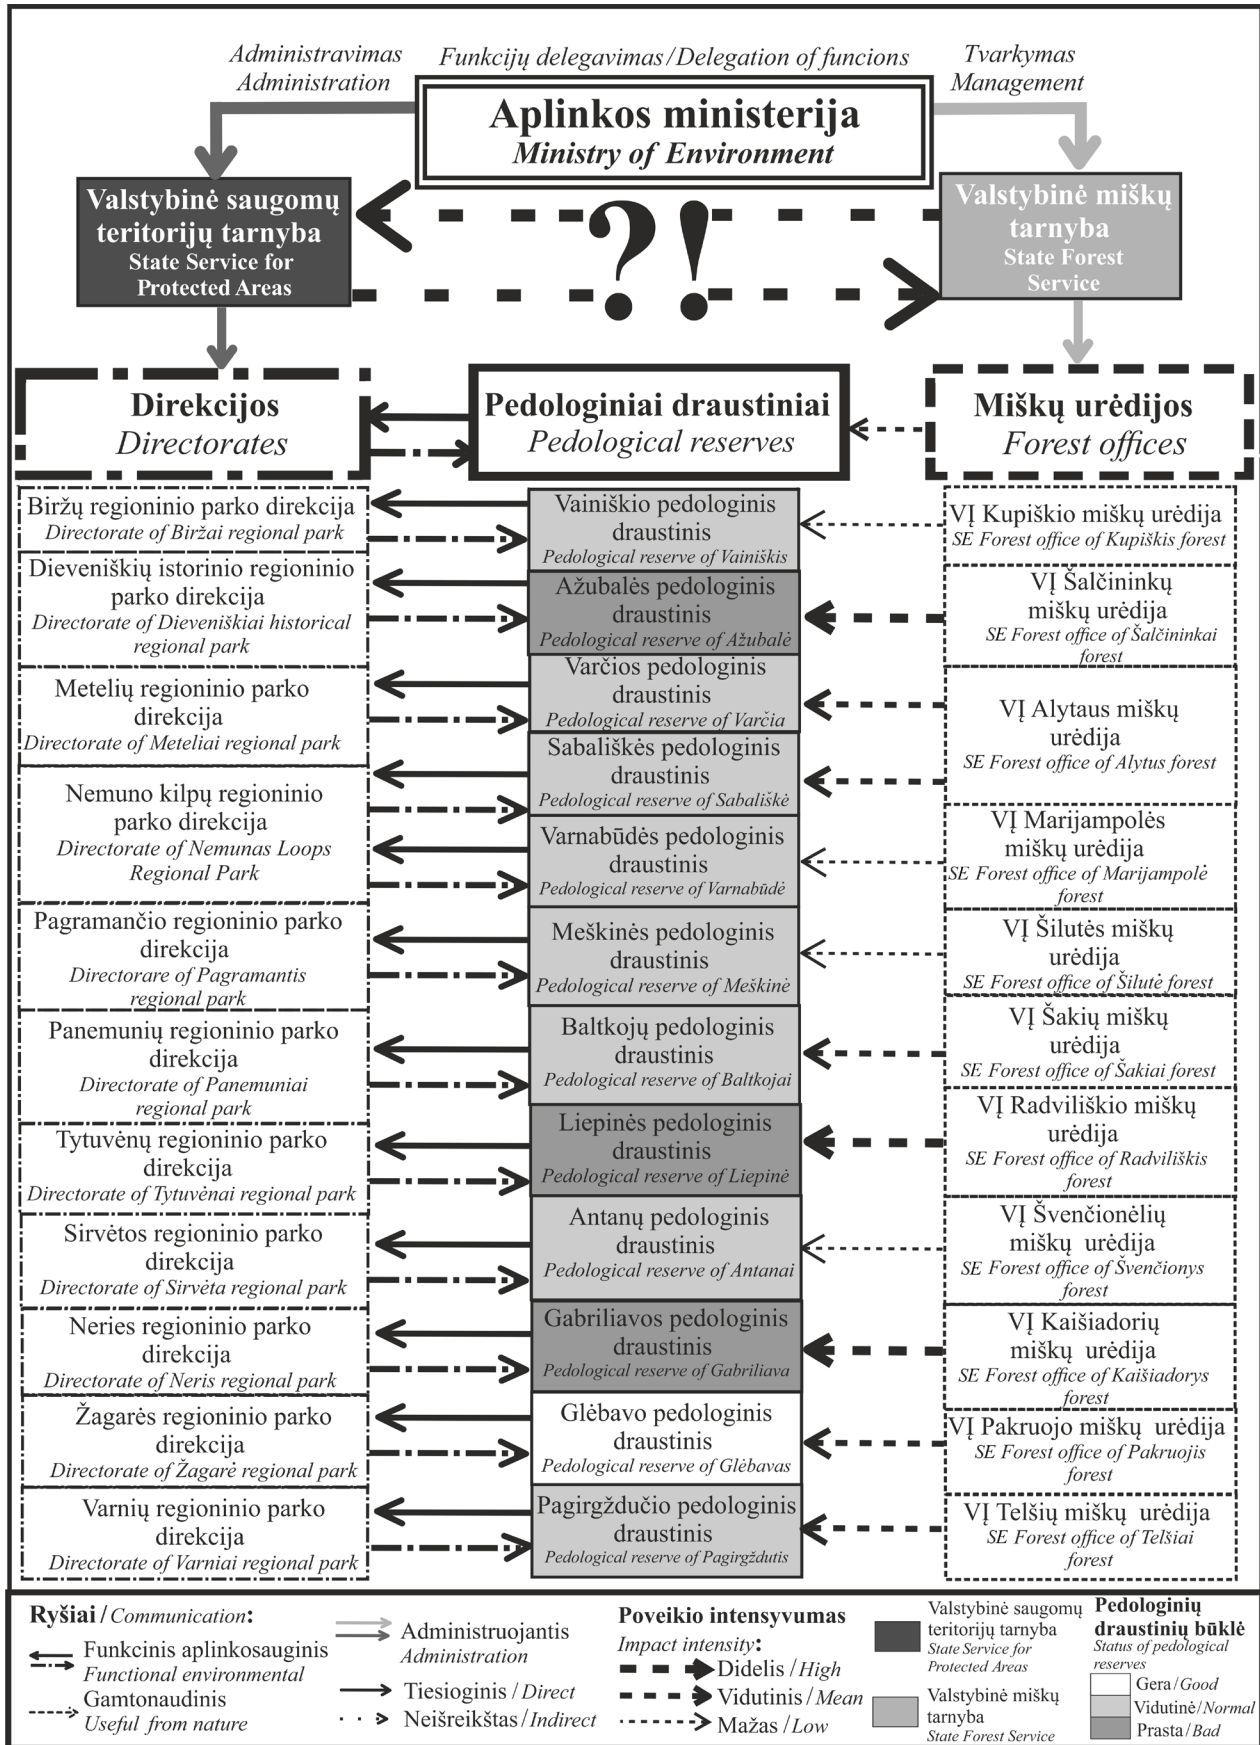 Administravimas
Administration
Funkcijų delegavimas/Delegation of funcions
Tvarkymas
Management
Aplinkos ministerija
Ministry of Environment
Valstybinė saugomų
teritorijų tarnyba
State Service for
Protected Areas
?!
Valstybinė miškų
tarnyba
State Forest
Service
Direkcijos
Directorates
Pedologiniai draustiniai
Pedological reserves
Miškų urėdijos
Forest offices
Biržų regioninio parko direkcija
Directorate of Biržai regional park
Dieveniškių istorinio regioninio
parko direkcija
Directorate of Dieveniškiai historical
regional park
Metelių regioninio parko
direkcija
Directorate of Meteliai regional park
Nemuno kilpų regioninio
parko direkcija
Directorate of Nemunas Loops
Regional Park
Pagramančio regioninio parko
direkcija
Directorare of Pagramantis
regional park
Panemunių regioninio parko
direkcija
Directorate of Panemuniai
regional park
Tytuvėnų regioninio parko
direkcija
Directorate of Tytuvėnai regional park
Sirvėtos regioninio parko
direkcija
Directorate of Sirvėta regional park
Neries regioninio parko
direkcija
Directorate of Neris regional park
Žagarės regioninio parko
direkcija
Directorate of Žagarė regional park
Varnių regioninio parko
direkcija
Directorate of Varniai regional park
Vainiškio pedologinis
draustinis
Pedological reserve of Vainiškis
Ažubalės pedologinis
draustinis
Pedological reserve of Ažubalė
Varčios pedologinis
draustinis
Pedological reserve of Varčia
Sabališkės pedologinis
draustinis
Pedological reserve of Sabališkė
Varnabūdės pedologinis
draustinis
Pedological reserve of Varnabūdė
Meškinės pedologinis
draustinis
Pedological reserve of Meškinė
Baltkojų pedologinis
draustinis
Pedological reserve of Baltkojai
Liepinės pedologinis
draustinis
Pedological reserve of Liepinė
Antanų pedologinis
draustinis
Pedological reserve of Antanai
Gabriliavos pedologinis
draustinis
Pedological reserve of Gabriliava
Glėbavo pedologinis
draustinis
Pedological reserve of Glėbavas
Pagirgždučio pedologinis
draustinis
Pedological reserve of Pagirgždutis
VĮ Kupiškio miškų urėdija
SE Forest office of Kupiškis forest
VĮ Šalčininkų
miškų urėdija
SE Forest office of Šalčininkai
forest
VĮ Alytaus miškų
urėdija
SE Forest office of Alytus forest
VĮ Marijampolės
miškų urėdija
SE Forest office of Marijampolė
forest
VĮ Šilutės miškų
urėdija
SE Forest office of Šilutė forest
VĮ Šakių miškų
urėdija
SE Forest office of Šakiai forest
VĮ Radviliškio miškų
urėdija
SE Forest office of Radviliškis
forest
VĮ Švenčionėlių
miškų urėdija
SE Forest office of Švenčionys
forest
VĮ Kaišiadorių
miškų urėdija
SE Forest office of Kaišiadorys
forest
VĮ Pakruojo miškų urėdija
SE Forest office of Pakruojis
forest
VĮ Telšių miškų urėdija
SE Forest office of Telšiai
forest
Ryšiai/Communication:
Funkcinis aplinkosauginis
Functional environmental
Gamtonaudinis
Useful from nature
Administruojantis
Administration
Tiesioginis/Direct
Neišreikštas/Indirect
Poveikio intensyvumas
Impact intensity:
Didelis/High
Vidutinis/Mean
Mažas/Low
Valstybinė saugomų
teritorijų tarnyba
State Service for
Protected Areas
Valstybinė miškų
tarnyba
State Forest Service
Pedologinių
draustinių būklė
Status of pedological
reserves
Gera/Good
Vidutinė/Normal
Prasta/Bad